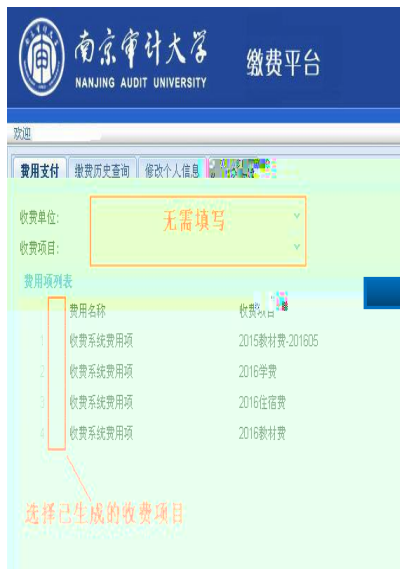 南京审计大学 缴费平台
NANJING AUDIT UNIVERSITY
欢迎
费用支付 缴费历史查询 修改个人信息
收费单位: 无需填写
收费项目:
费用项列表
费用名称 收费项目
1 收费系统费用项 2015教材费-201605
2 收费系统费用项 2016学费
3 收费系统费用项 2016住宿费
4 收费系统费用项 2016教材费
选择已生成的收费项目